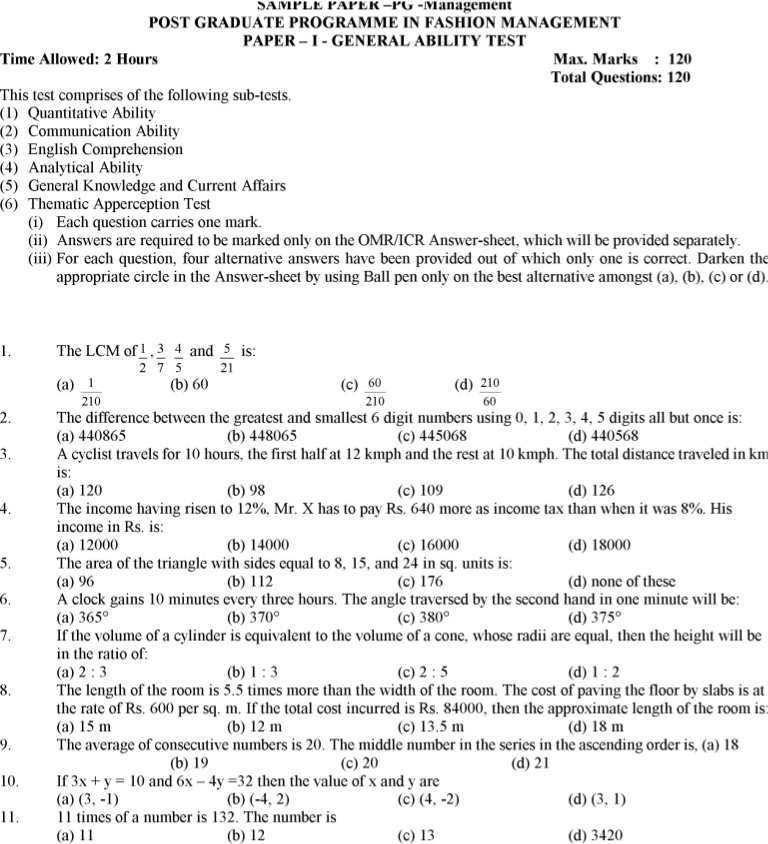 SAMPLE PAPER –PG -Management
POST GRADUATE PROGRAMME IN FASHION MANAGEMENT
PAPER – I - GENERAL ABILITY TEST
Time Allowed: 2 Hours Max. Marks : 120
Total Questions: 120
This test comprises of the following sub-tests.
(1) Quantitative Ability
(2) Communication Ability
(3) English Comprehension
(4) Analytical Ability
(5) General Knowledge and Current Affairs
(6) Thematic Apperception Test
(i) Each question carries one mark.
(ii) Answers are required to be marked only on the OMR/ICR Answer-sheet, which will be provided separately.
(iii) For each question, four alternative answers have been provided out of which only one is correct. Darken the
appropriate circle in the Answer-sheet by using Ball pen only on the best alternative amongst (a), (b), (c) or (d).
1. The LCM of 1/2, 3/7 4/5 and 5/21 is:
(a) 1/210 (b) 60 (c) 60/210 (d) 210/60
2. The difference between the greatest and smallest 6 digit numbers using 0, 1, 2, 3, 4, 5 digits all but once is:
(a) 440865 (b) 448065 (c) 445068 (d) 440568
3. A cyclist travels for 10 hours, the first half at 12 kmph and the rest at 10 kmph. The total distance traveled in km
is:
(a) 120 (b) 98 (c) 109 (d) 126
4. The income having risen to 12%, Mr. X has to pay Rs. 640 more as income tax than when it was 8%. His
income in Rs. is:
(a) 12000 (b) 14000 (c) 16000 (d) 18000
5. The area of the triangle with sides equal to 8, 15, and 24 in sq. units is:
(a) 96 (b) 112 (c) 176 (d) none of these
6. A clock gains 10 minutes every three hours. The angle traversed by the second hand in one minute will be:
(a) 365° (b) 370° (c) 380° (d) 375°
7. If the volume of a cylinder is equivalent to the volume of a cone, whose radii are equal, then the height will be
in the ratio of:
(a) 2 : 3 (b) 1 : 3 (c) 2 : 5 (d) 1 : 2
8. The length of the room is 5.5 times more than the width of the room. The cost of paving the floor by slabs is at
the rate of Rs. 600 per sq. m. If the total cost incurred is Rs. 84000, then the approximate length of the room is:
(a) 15 m (b) 12 m (c) 13.5 m (d) 18 m
9. The average of consecutive numbers is 20. The middle number in the series in the ascending order is, (a) 18
(b) 19 (c) 20 (d) 21
10. If 3x + y = 10 and 6x – 4y =32 then the value of x and y are
(a) (3, -1) (b) (-4, 2) (c) (4, -2) (d) (3, 1)
11. 11 times of a number is 132. The number is
(a) 11 (b) 12 (c) 13 (d) 3420